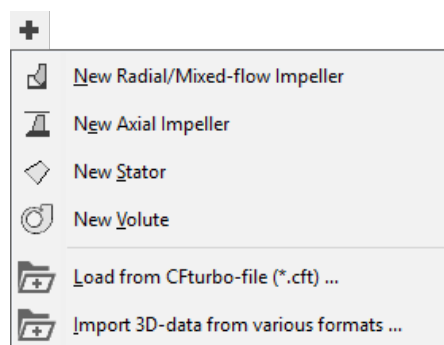 New Radial/Mixed-flow Impeller
New Axial Impeller
New Stator
New Volute
Load from CFturbo-file (*.cft) ...
Import 3D-data from various formats ...